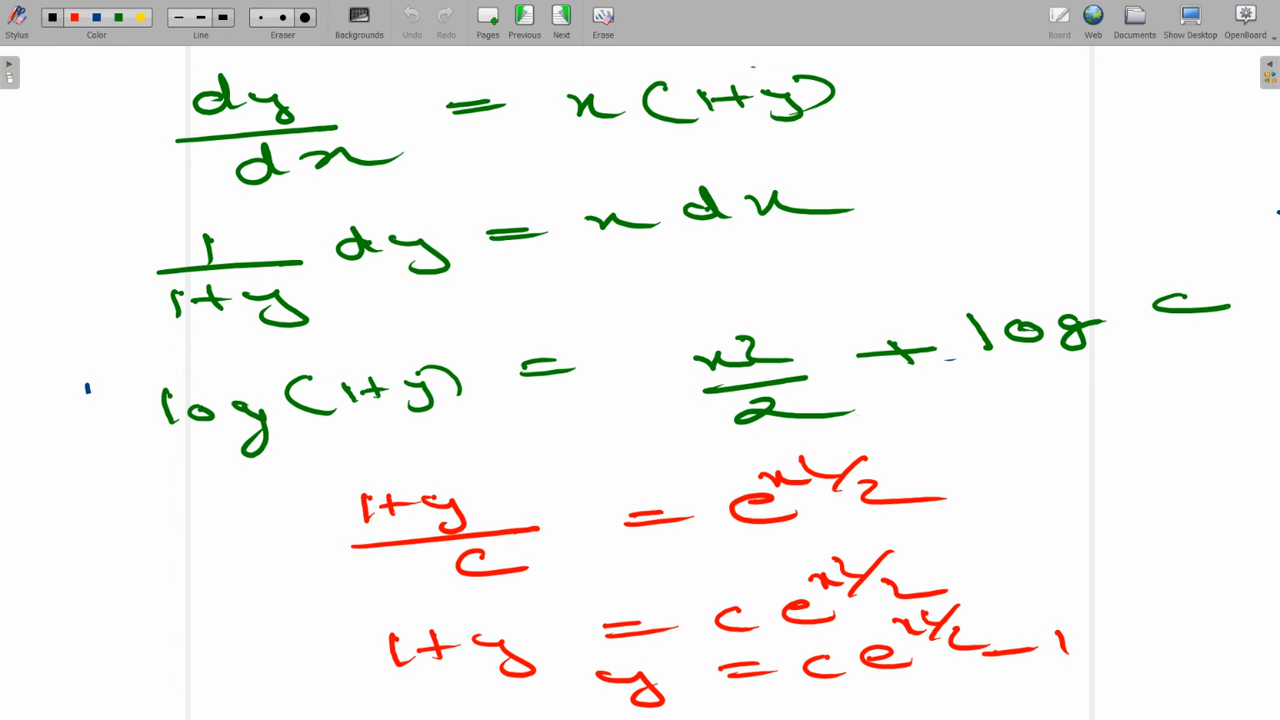 Stylus Color Line Eraser Backgrounds Undo Redo Pages Previous Next Erase Board Web Documents Show Desktop OpenBoard
dy/dx = x(1+y)
1/(1+y) dy = x dx
log(1+y) = x²/2 + log c
(1+y)/c = e^(x²/2)
1+y = c e^(x²/2)
y = c e^(x²/2) - 1